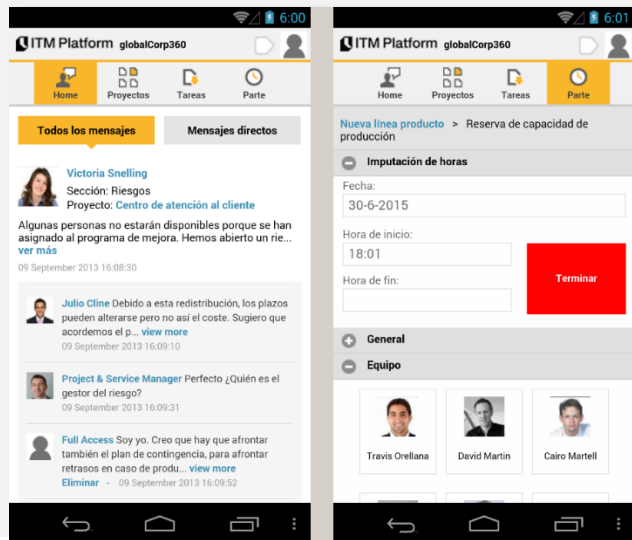 6:00
ITM Platform globalCorp360
Home Proyectos Tareas Parte
Todos los mensajes Mensajes directos
Victoria Snelling
Sección: Riesgos
Proyecto: Centro de atención al cliente
Algunas personas no estarán disponibles porque se han
asignado al programa de mejora. Hemos abierto un rie...
ver más
09 September 2013 16:08:30
Julio Cline Debido a esta redistribución, los plazos
pueden alterarse pero no así el coste. Sugiero que
acordemos el p... view more
09 September 2013 16:09:10
Project & Service Manager Perfecto ¿Quién es el
gestor del riesgo?
09 September 2013 16:09:31
Full Access Soy yo. Creo que hay que afrontar
también el plan de contingencia, para afrontar
retrasos en caso de produ... view more
Eliminar - 09 September 2013 16:09:52
6:01
ITM Platform globalCorp360
Home Proyectos Tareas Parte
Nueva línea producto > Reserva de capacidad de
producción
Imputación de horas
Fecha:
30-6-2015
Hora de inicio:
18:01
Terminar
Hora de fin:
General
Equipo
Travis Orellana David Martin Cairo Martell